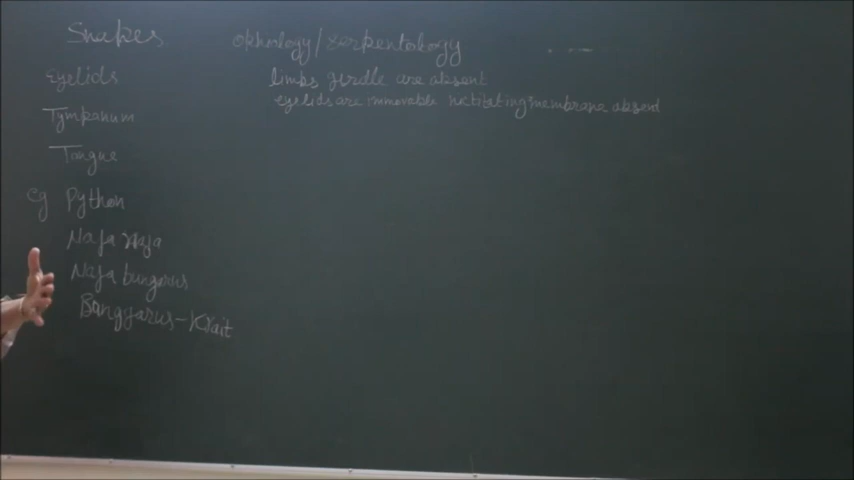 Snakes ophiology/serpentology
Eyelids limbs girdle are absent
eyelids are immovable nictitating membrane absent
Tympanum
Tongue
eg Python
Naja Naja
Naja bungarus
Bunggarus-Krait